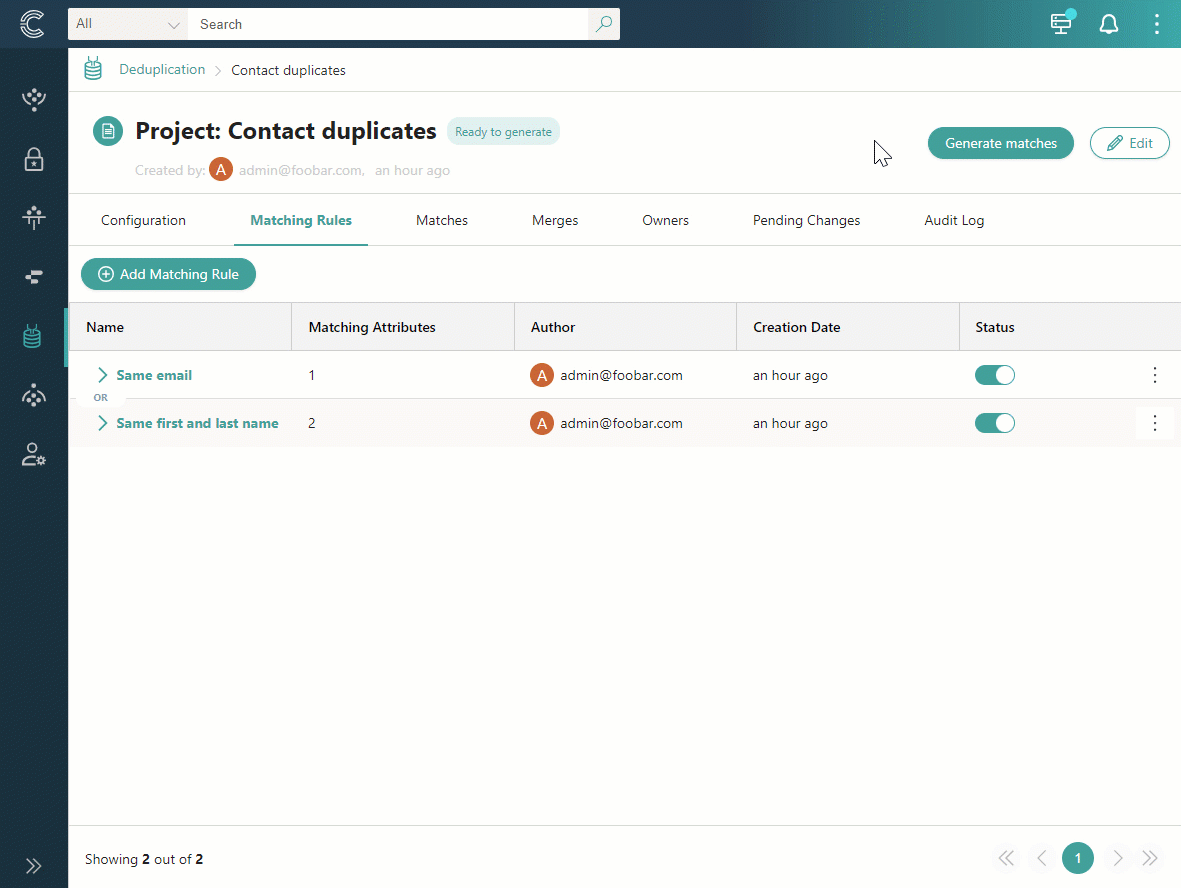 All
Search
Deduplication
Contact duplicates
Project: Contact duplicates
Ready to generate
Generate matches
Edit
Created by:
A
admin@foobar.com,
an hour ago
Configuration
Matching Rules
Matches
Merges
Owners
Pending Changes
Audit Log
Add Matching Rule
Name
Matching Attributes
Author
Creation Date
Status
Same email
1
A
admin@foobar.com
an hour ago
OR
Same first and last name
2
A
admin@foobar.com
an hour ago
Showing 2 out of 2
1